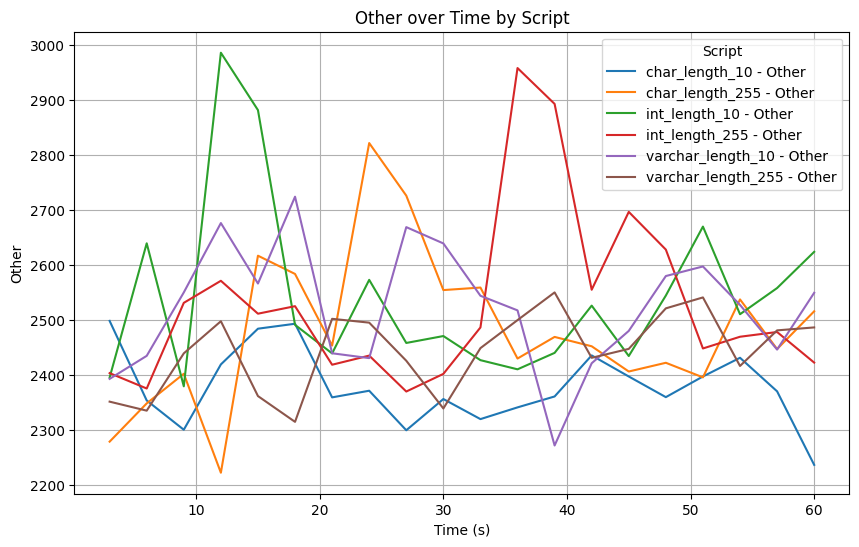 Other over Time by Script
Script
char_length_10 - Other
char_length_255 - Other
int_length_10 - Other
int_length_255 - Other
varchar_length_10 - Other
varchar_length_255 - Other
Other
3000
2900
2800
2700
2600
2500
2400
2300
2200
10 20 30 40 50 60
Time (s)